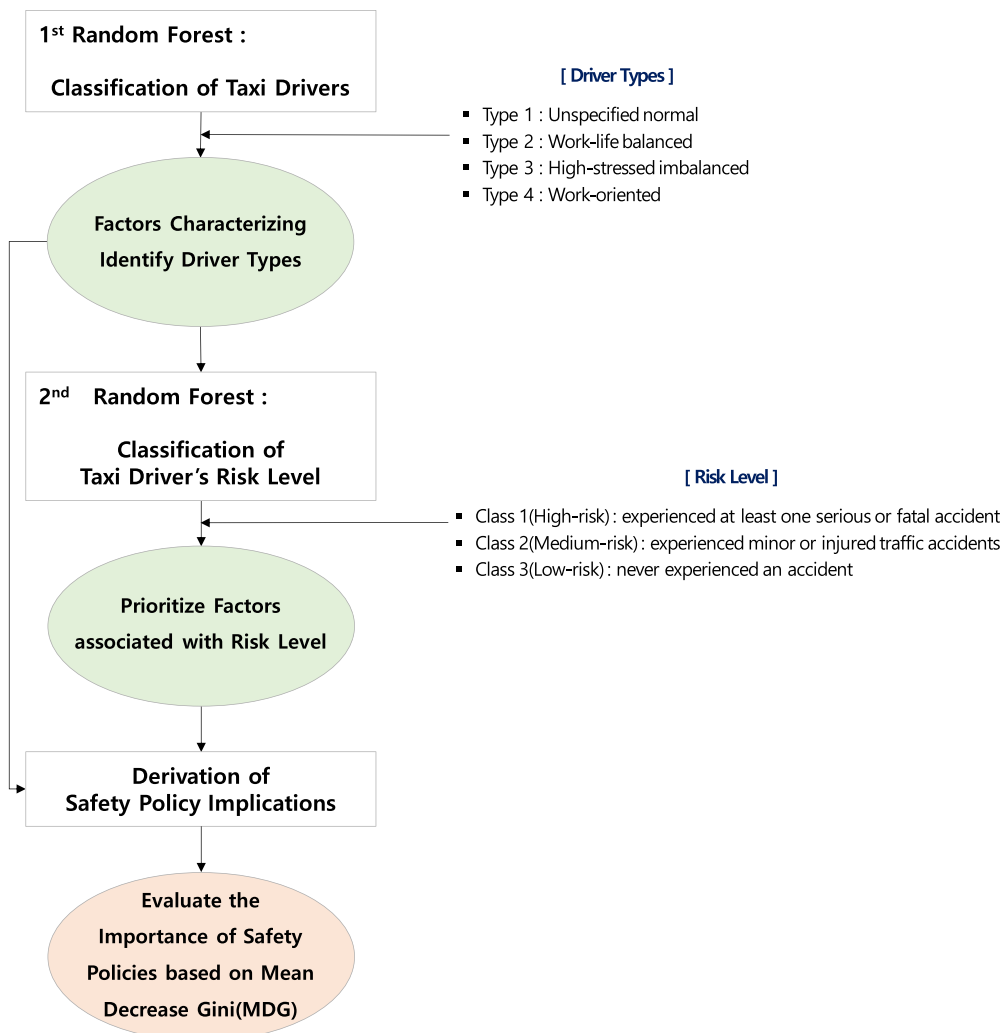 1st Random Forest :
Classification of Taxi Drivers
[ Driver Types ]
▪ Type 1 : Unspecified normal
▪ Type 2 : Work-life balanced
▪ Type 3 : High-stressed imbalanced
▪ Type 4 : Work-oriented
Factors Characterizing
Identify Driver Types
2nd Random Forest :
Classification of
Taxi Driver’s Risk Level
[ Risk Level ]
▪ Class 1(High-risk) : experienced at least one serious or fatal accident
▪ Class 2(Medium-risk) : experienced minor or injured traffic accidents
▪ Class 3(Low-risk) : never experienced an accident
Prioritize Factors
associated with Risk Level
Derivation of
Safety Policy Implications
Evaluate the
Importance of Safety
Policies based on Mean
Decrease Gini(MDG)